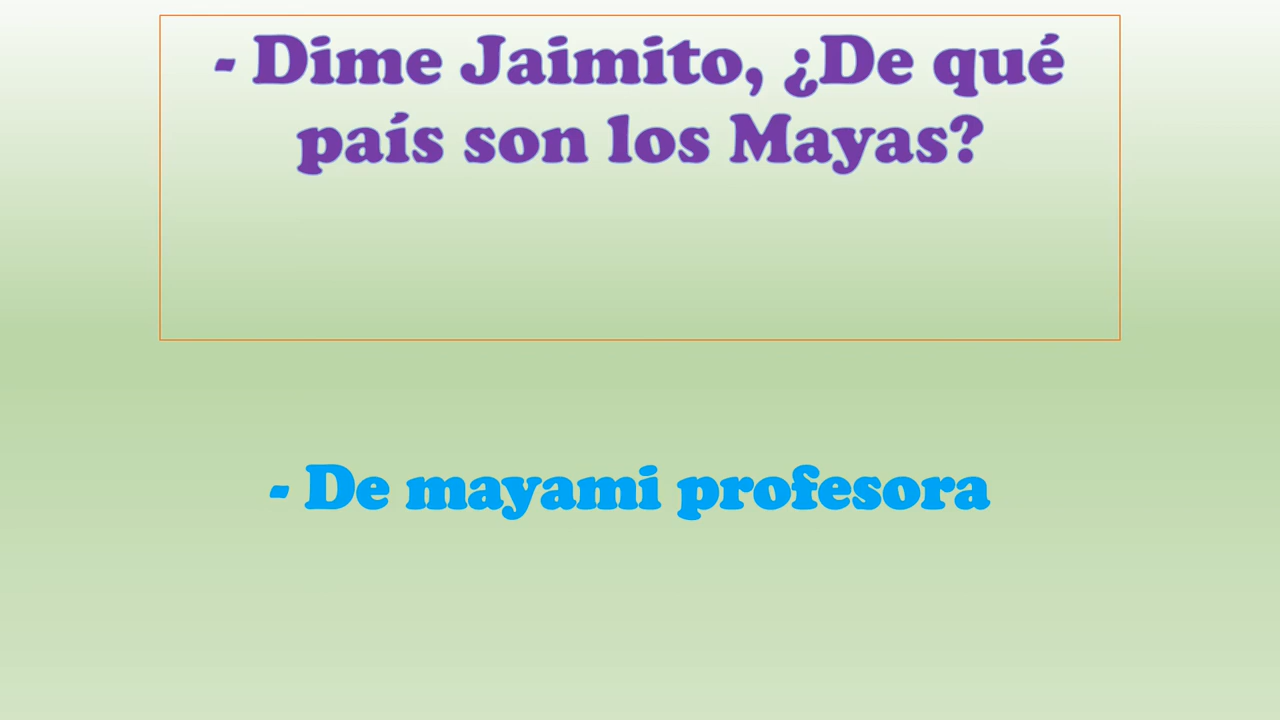 - Dime Jaimito, ¿De qué
país son los Mayas?
- De mayami profesora